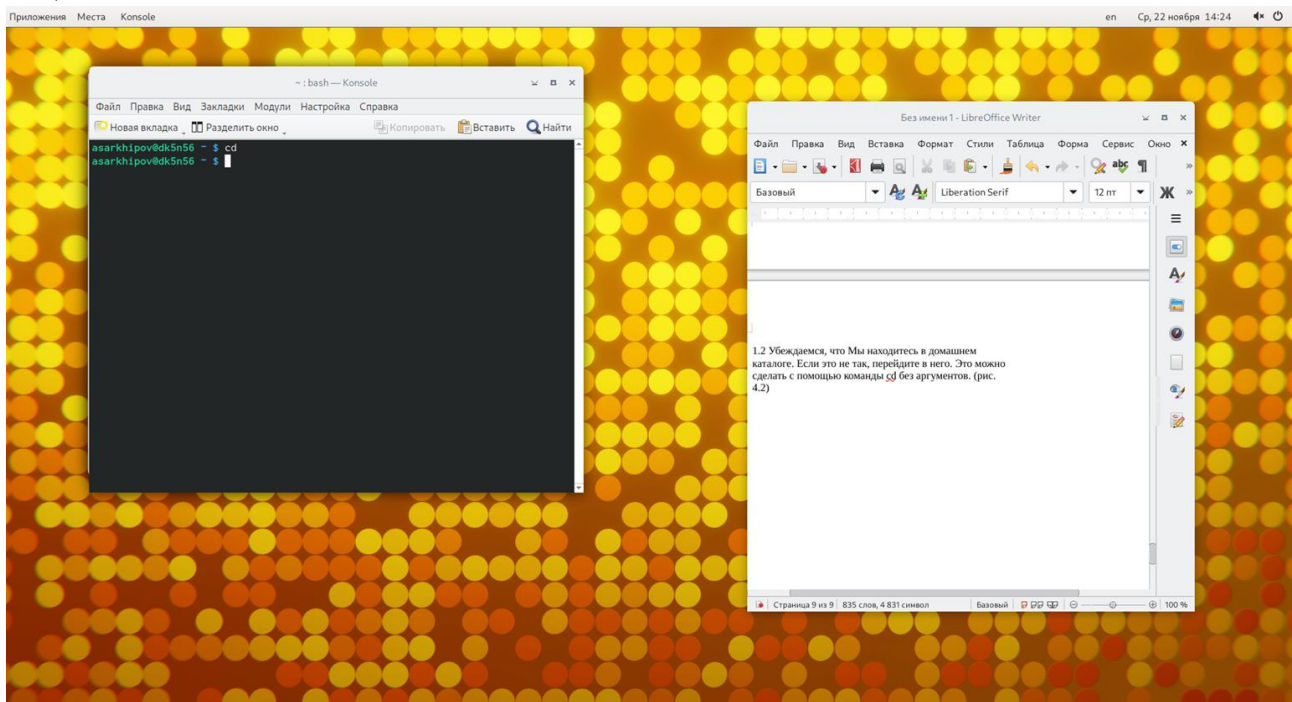 Приложения Места Konsole
en Ср, 22 ноября 14:24
~ : bash — Konsole
Файл Правка Вид Закладки Модули Настройка Справка
Новая вкладка Разделить окно Копировать Вставить Найти
asarkhipov@dk5n56 ~ $ cd
asarkhipov@dk5n56 ~ $
Без имени 1 - LibreOffice Writer
Файл Правка Вид Вставка Формат Стили Таблица Форма Сервис Окно
Базовый Liberation Serif 12 пт Ж
1.2 Убеждаемся, что Мы находитесь в домашнем
каталоге. Если это не так, перейдите в него. Это можно
сделать с помощью команды cd без аргументов. (рис.
4.2)
Страница 9 из 9 835 слов, 4 831 символ Базовый 100 %